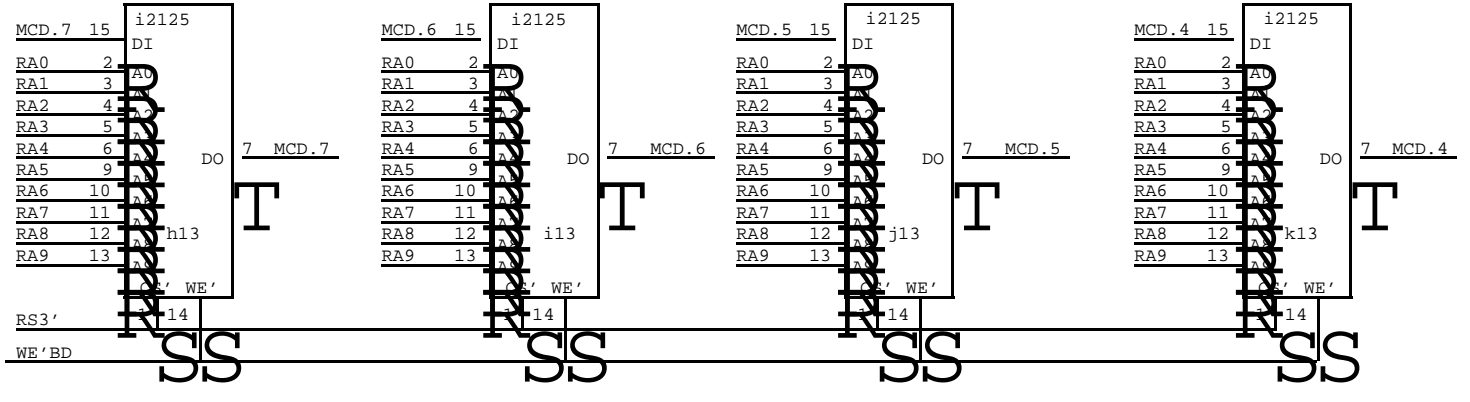 i2125 i2125 i2125 i2125
MCD.7 15 MCD.6 15 MCD.5 15 MCD.4 15
DI DI DI DI
RA0 2 A0 RA0 2 A0 RA0 2 A0 RA0 2 A0
RA1 3 RA1 3 RA1 3 RA1 3
RA2 4 RA2 4 RA2 4 RA2 4
RA3 5 RA3 5 RA3 5 RA3 5
RA4 6 DO 7 MCD.7 RA4 6 DO 7 MCD.6 RA4 6 DO 7 MCD.5 RA4 6 DO 7 MCD.4
RA5 9 RA5 9 RA5 9 RA5 9
RA6 10 T RA6 10 T RA6 10 T RA6 10 T
RA7 11 RA7 11 RA7 11 RA7 11
RA8 12 h13 RA8 12 i13 RA8 12 j13 RA8 12 k13
RA9 13 RA9 13 RA9 13 RA9 13
WE' WE' WE' WE'
RS3' 14 14 14 14
WE'BD SS SS SS SS